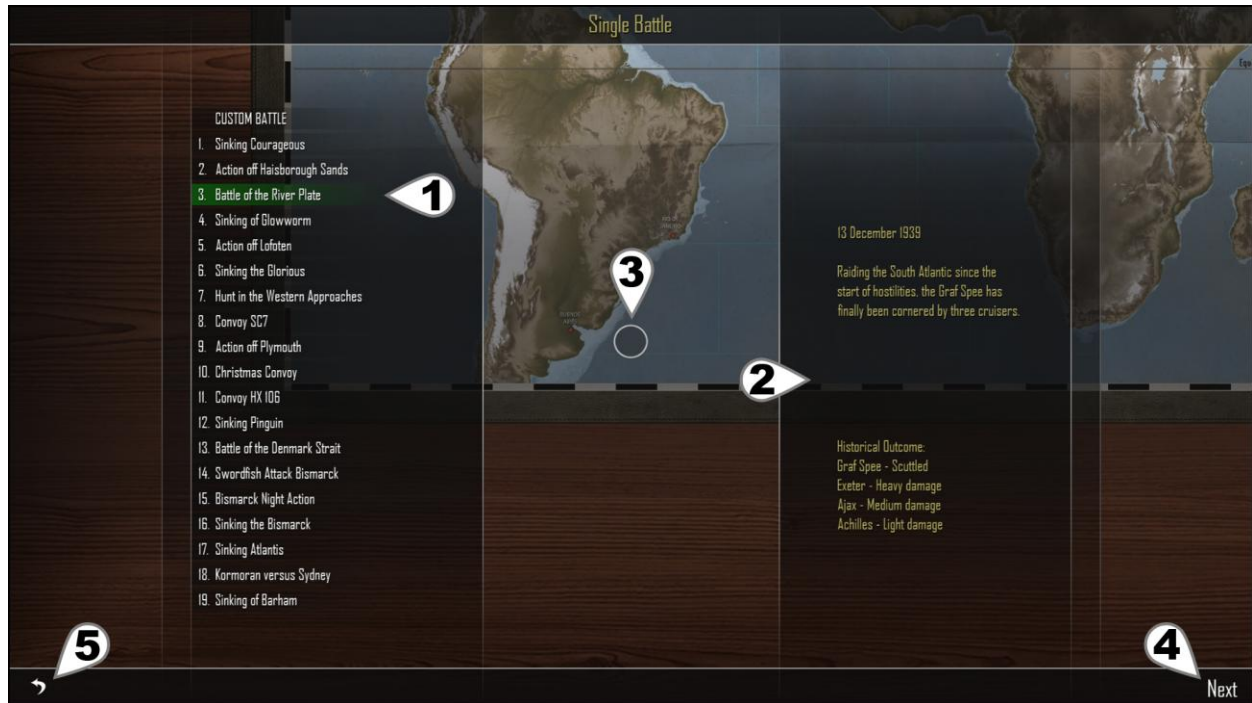 Single Battle
Equ
CUSTOM BATTLE
1. Sinking Courageous
2. Action off Haisborough Sands
3. Battle of the River Plate
4. Sinking of Glowworm
5. Action off Lofoten
6. Sinking the Glorious
7. Hunt in the Western Approaches
8. Convoy SC7
9. Action off Plymouth
10. Christmas Convoy
11. Convoy HX 106
12. Sinking Pinguin
13. Battle of the Denmark Strait
14. Swordfish Attack Bismarck
15. Bismarck Night Action
16. Sinking the Bismarck
17. Sinking Atlantis
18. Kormoran versus Sydney
19. Sinking of Barham
1
3
2
RIO DE
JANEIRO
BUENOS
AIRES
13 December 1939
Raiding the South Atlantic since the
start of hostilities, the Graf Spee has
finally been cornered by three cruisers.
Historical Outcome:
Graf Spee - Scuttled
Exeter - Heavy damage
Ajax - Medium damage
Achilles - Light damage
5
4
Next